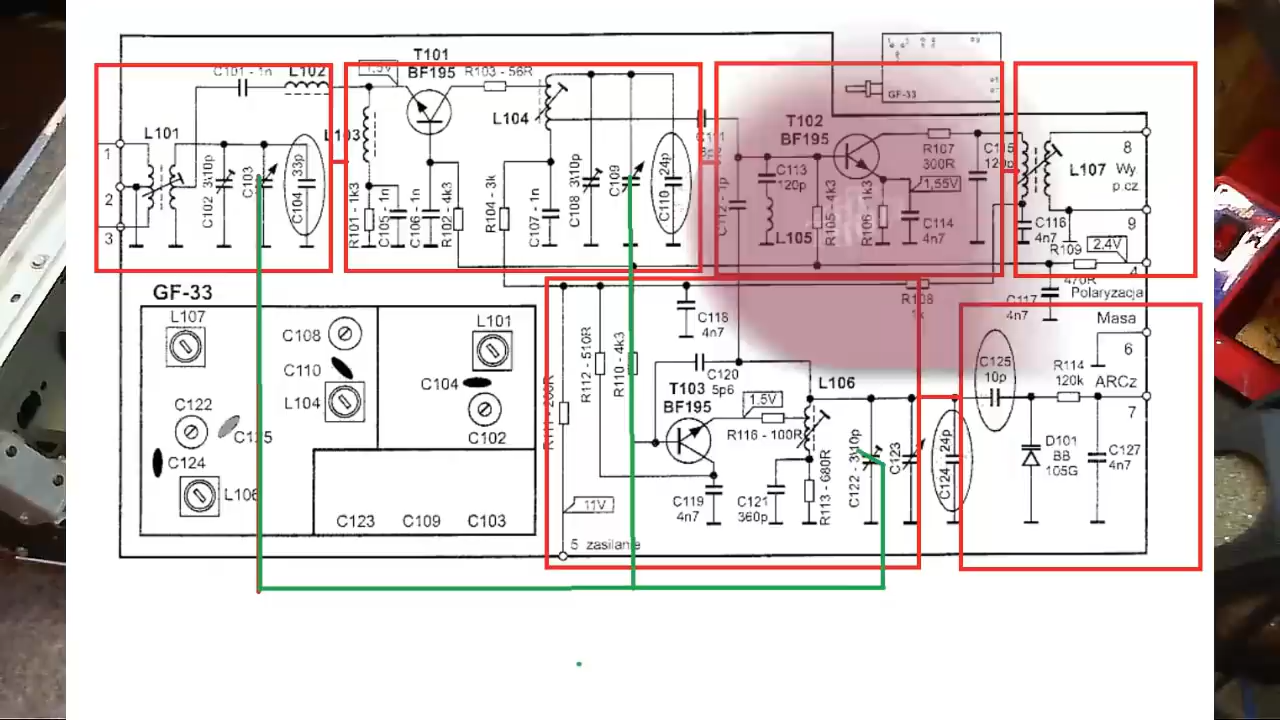 T101
BF195
C101 - 1n
L102
R103 - 56R
L104
L103
L101
1
2
3
C102 3\10p
C103
C104 33p
R101 - 1k3
C105 - 1n
C106 - 1n
R102 - 4k3
R104 - 3k
C107 - 1n
C108 3\10p
C109
C110 24p
C112 - 1p
GF-33
T102
BF195
C113
120p
L105
R105 - 4k3
R106 - 1k3
R107
300R
1,55V
C114
4n7
C115
120p
L107
8
Wy
p.cz
9
C116
4n7
R109
2.4V
470R
4
Polaryzacja
C117
4n7
R108
1k
Masa
6
GF-33
L107
C108
L101
C110
C104
L104
C122
C125
C102
C124
L106
C123
C109
C103
C118
4n7
R112 - 510R
R110 - 4k3
C120
5p6
T103
BF195
1.5V
R116 - 100R
L106
C119
4n7
C121
360p
R113 - 680R
C122 - 3\10p
C123
C124 24p
C125
10p
R114
120k
ARCz
7
D101
BB
105G
C127
4n7
11V
5 zasilanie